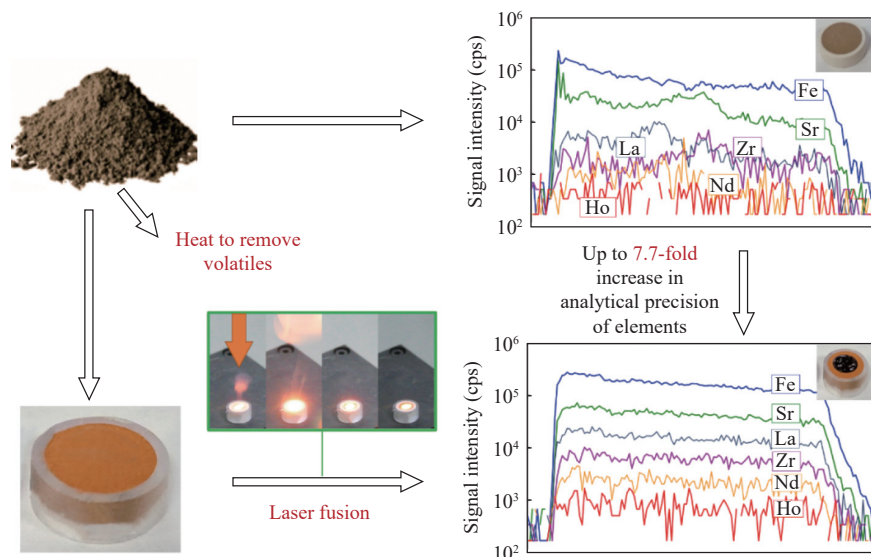 10⁶
10⁵
10⁴
10³
10²
Signal intensity (cps)
Fe
Sr
La
Zr
Nd
Ho
Heat to remove
volatiles
Up to 7.7-fold
increase in
analytical precision
of elements
Laser fusion
10⁶
10⁵
10⁴
10³
10²
Signal intensity (cps)
Fe
Sr
La
Zr
Nd
Ho